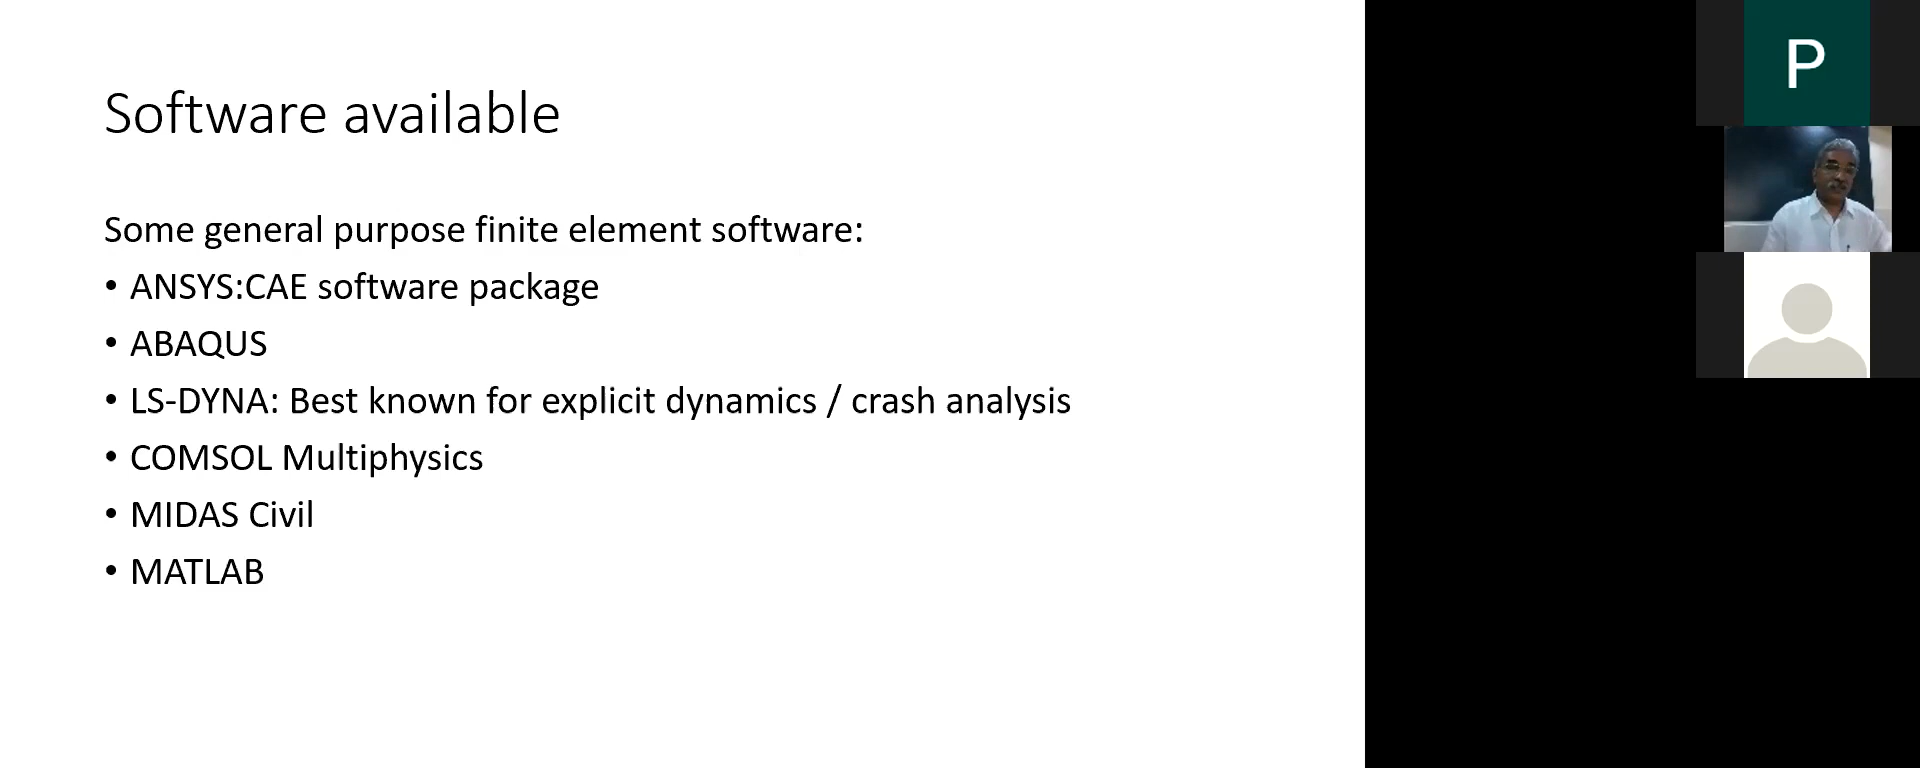 Software available
Some general purpose finite element software:
• ANSYS:CAE software package
• ABAQUS
• LS-DYNA: Best known for explicit dynamics / crash analysis
• COMSOL Multiphysics
• MIDAS Civil
• MATLAB
P